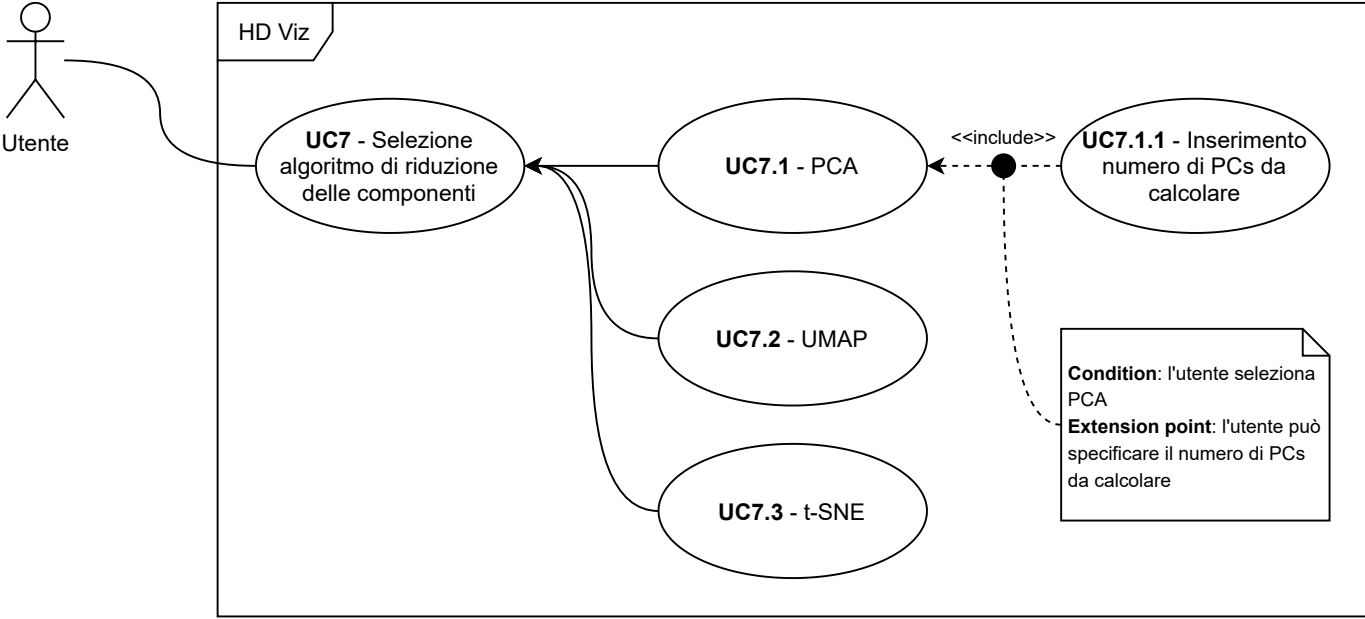 HD Viz
Utente
UC7 - Selezione
algoritmo di riduzione
delle componenti
UC7.1 - PCA
<<include>>
UC7.1.1 - Inserimento
numero di PCs da
calcolare
UC7.2 - UMAP
Condition: l'utente seleziona
PCA
Extension point: l'utente può
specificare il numero di PCs
da calcolare
UC7.3 - t-SNE